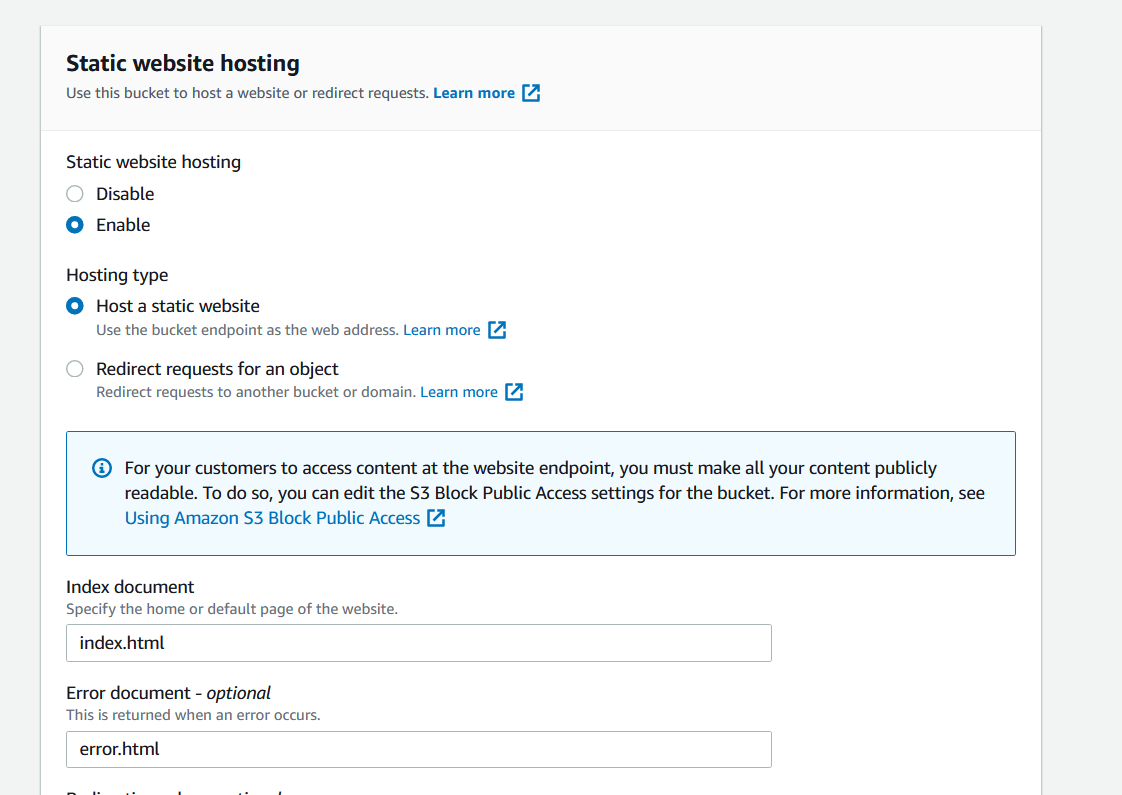 Static website hosting
Use this bucket to host a website or redirect requests. Learn more
Static website hosting
Disable
Enable
Hosting type
Host a static website
Use the bucket endpoint as the web address. Learn more
Redirect requests for an object
Redirect requests to another bucket or domain. Learn more
For your customers to access content at the website endpoint, you must make all your content publicly
readable. To do so, you can edit the S3 Block Public Access settings for the bucket. For more information, see
Using Amazon S3 Block Public Access
Index document
Specify the home or default page of the website.
index.html
Error document - optional
This is returned when an error occurs.
error.html